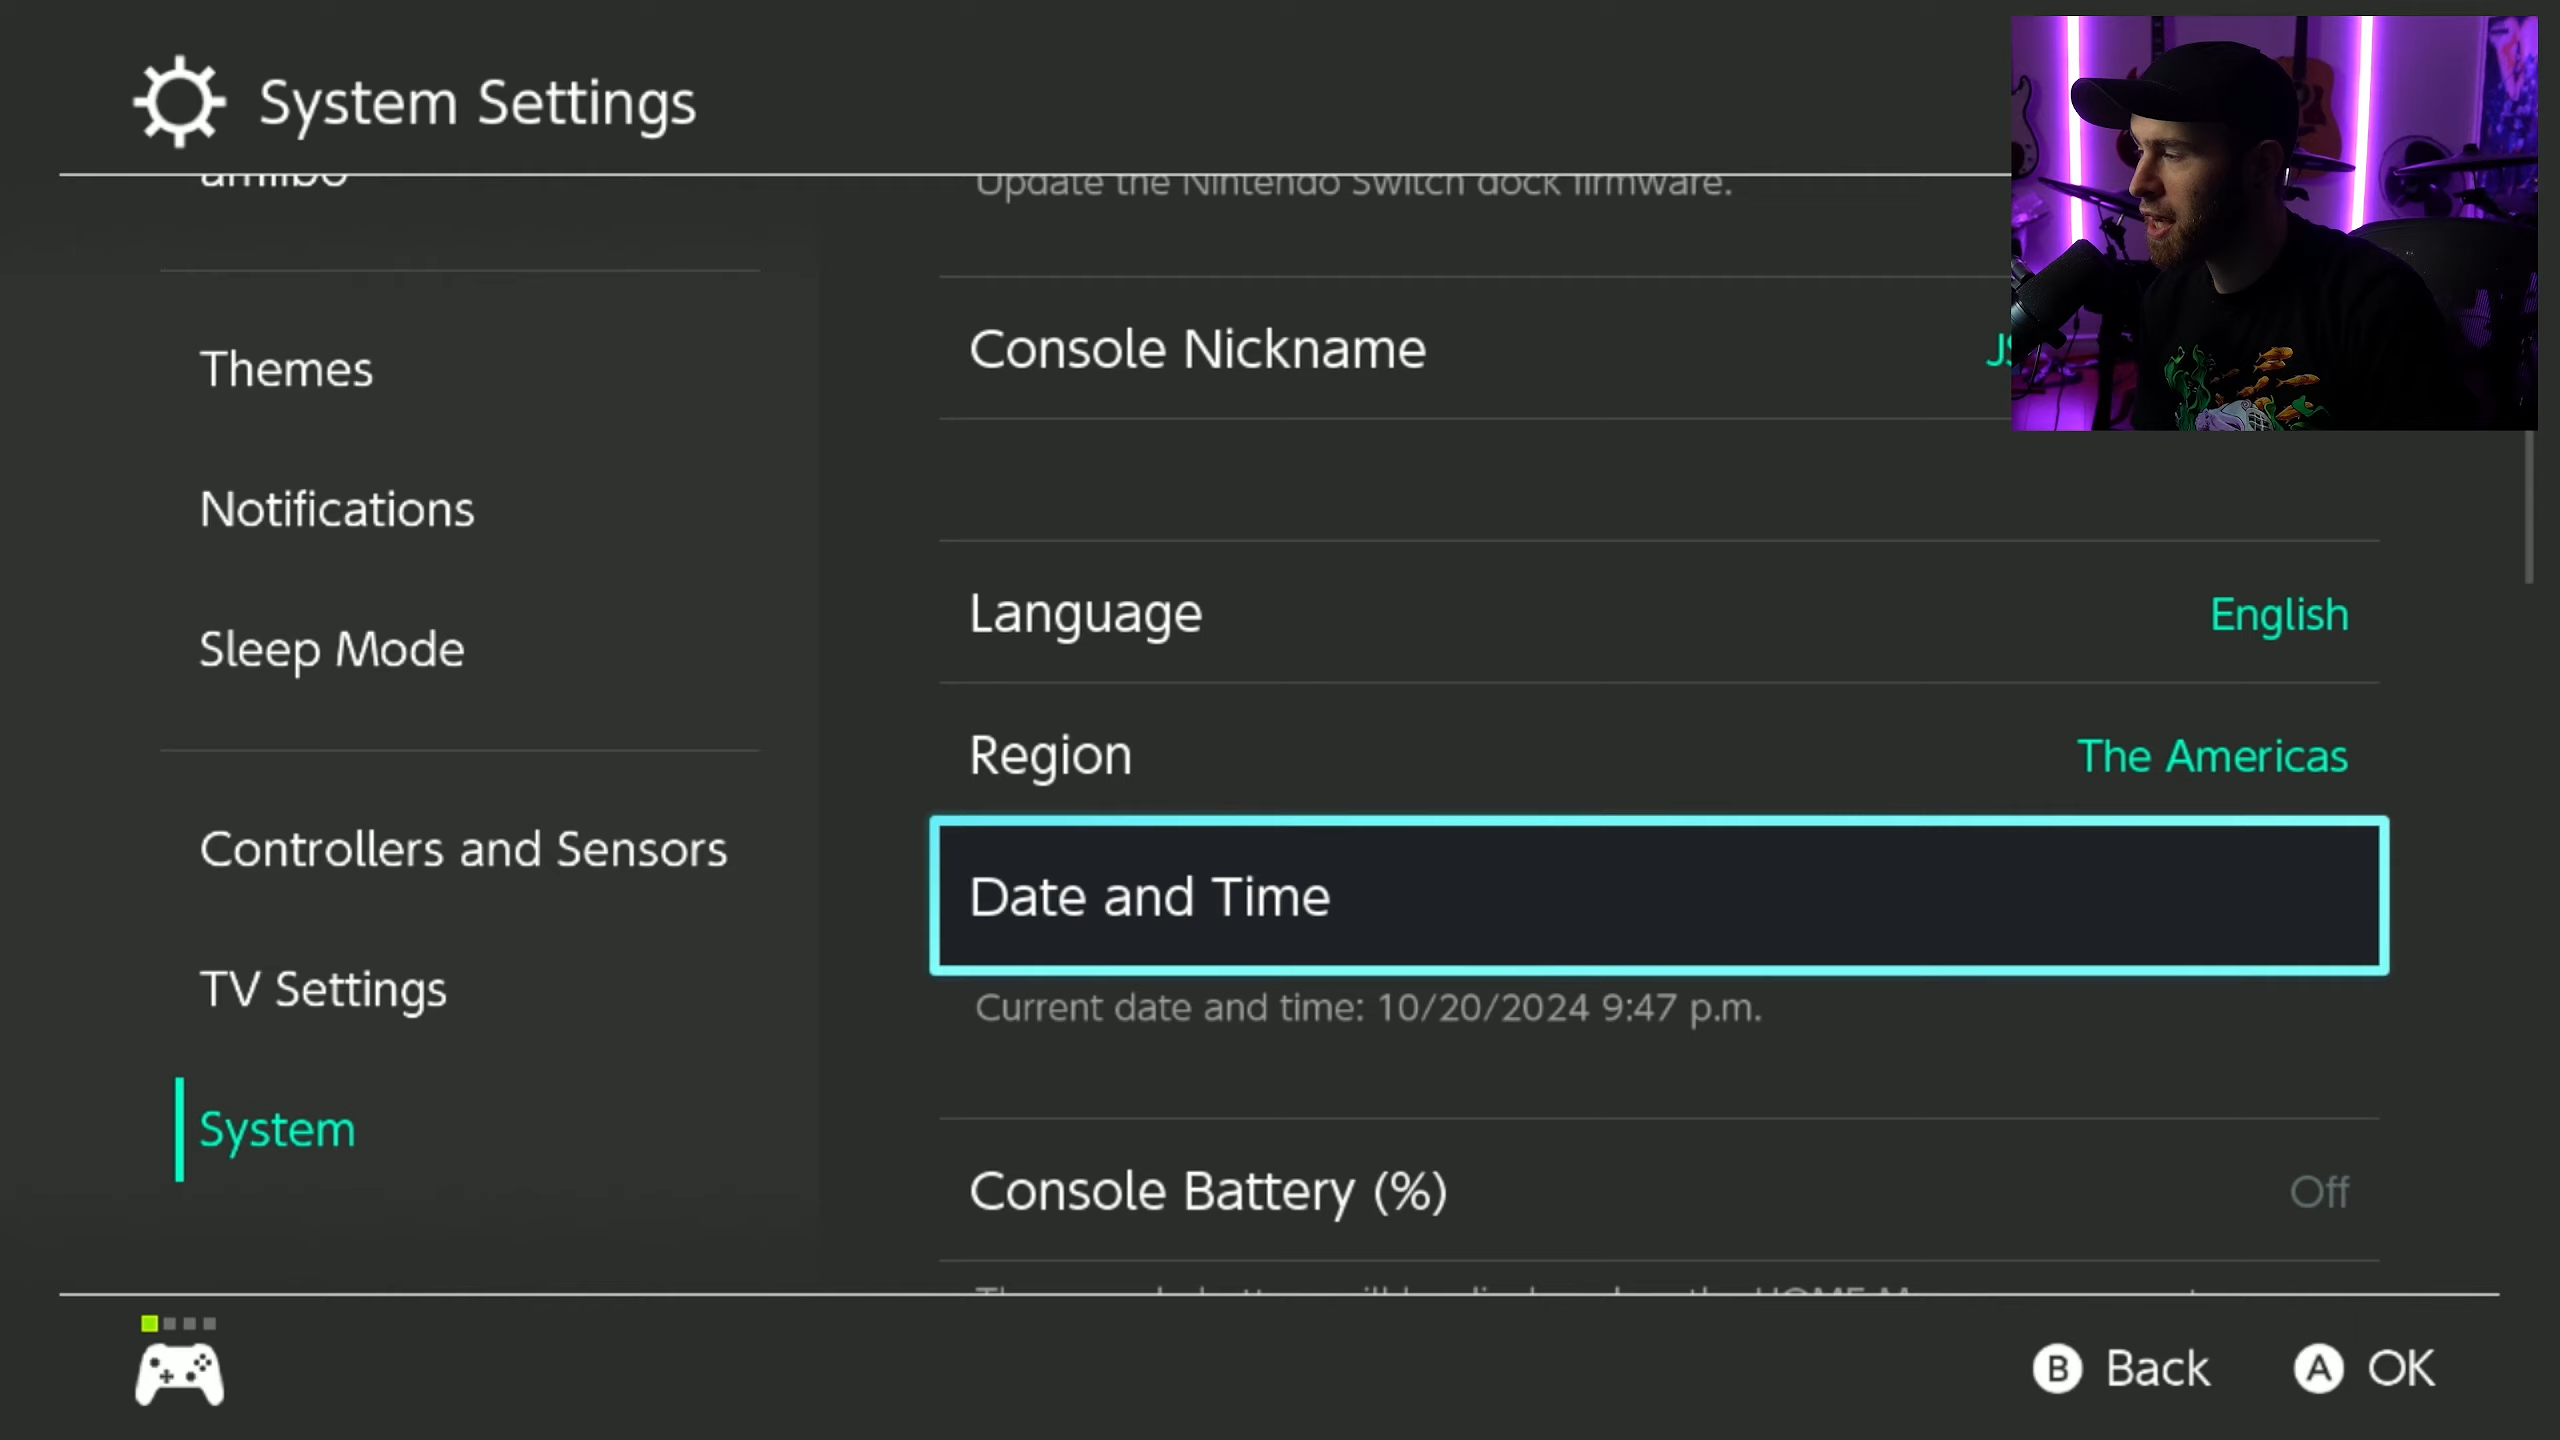 System Settings
amiibo
Themes
Notifications
Sleep Mode
Controllers and Sensors
TV Settings
System
Update the Nintendo Switch dock firmware.
Console Nickname
Language English
Region The Americas
Date and Time
Current date and time: 10/20/2024 9:47 p.m.
Console Battery (%) Off
B Back A OK